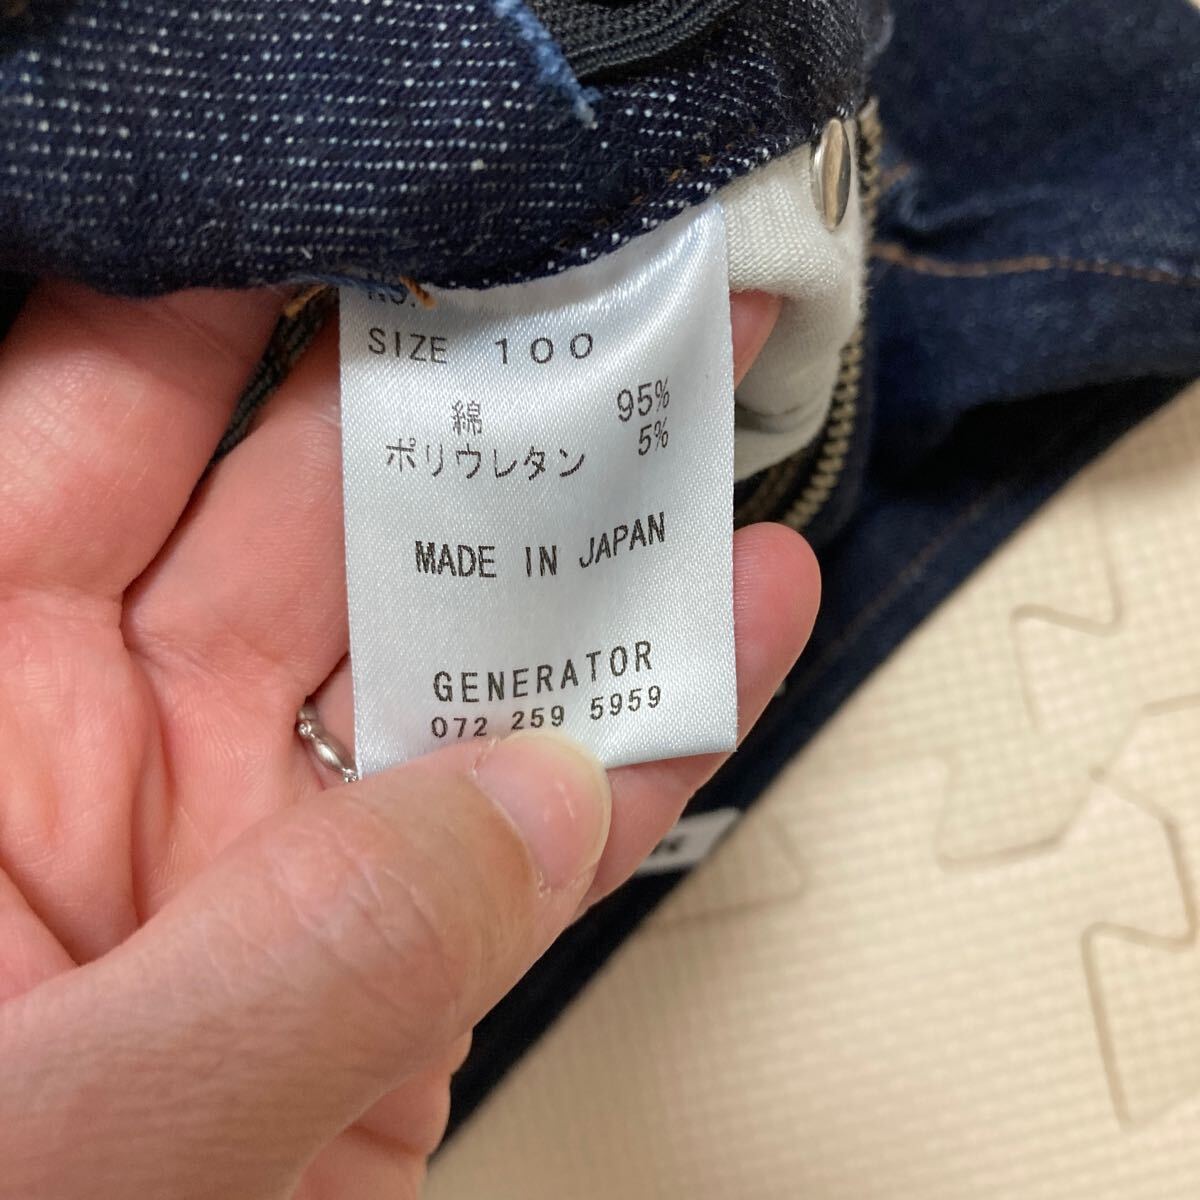 SIZE 100
綿 95%
ポリウレタン 5%
MADE IN JAPAN
GENERATOR
072 259 5959